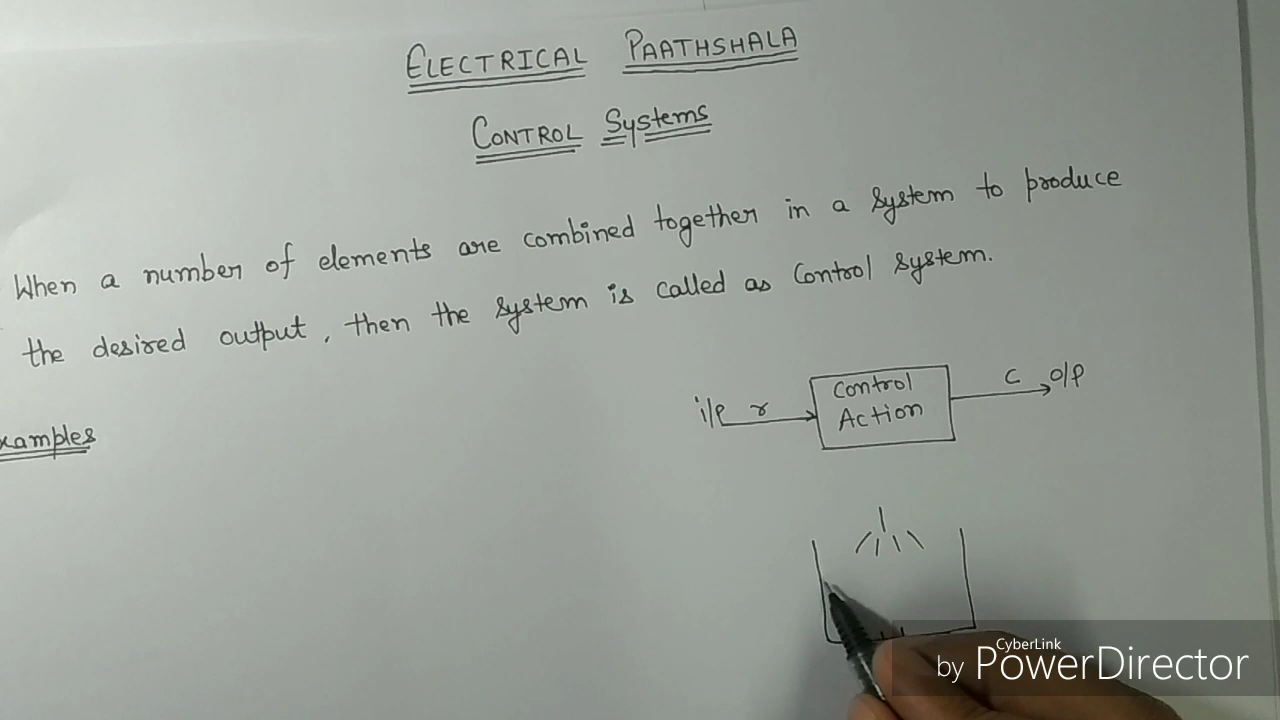 ELECTRICAL PAATHSHALA
CONTROL Systems
When a number of elements are combined together in a system to produce
the desired output, then the system is called as Control system.
i/p r Control Action C o/p
xamples
CyberLink
by PowerDirector